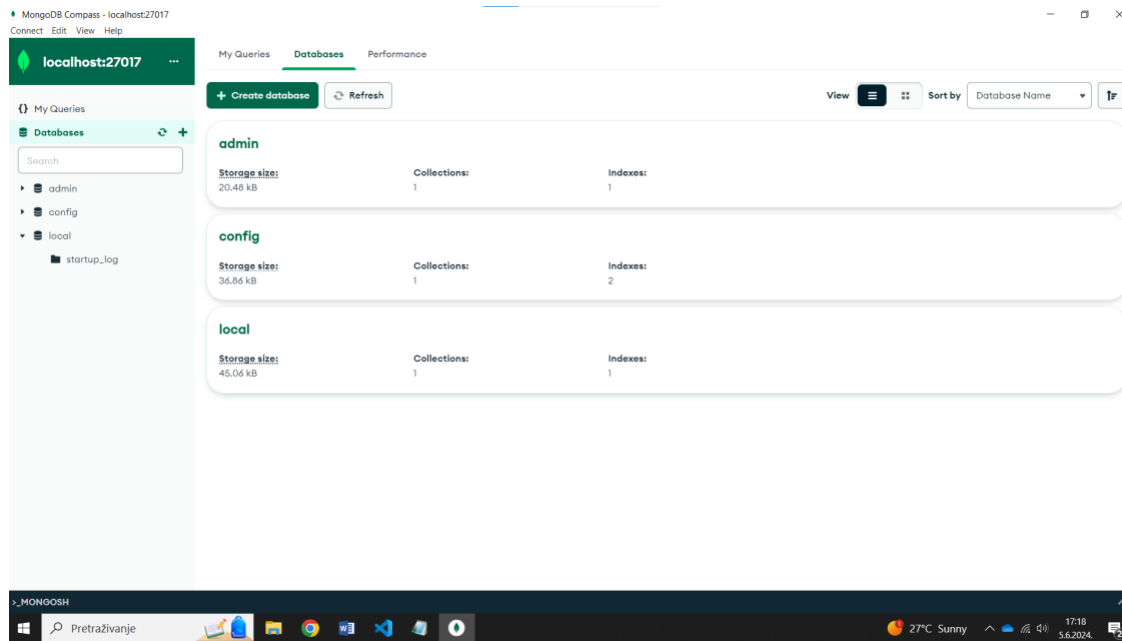 MongoDB Compass - localhost:27017
Connect Edit View Help
localhost:27017 ...
My Queries Databases Performance
+ Create database Refresh
View Sort by Database Name
{} My Queries
Databases
Search
admin
config
local
startup_log
admin
Storage size: Collections: Indexes:
20.48 kB 1 1
config
Storage size: Collections: Indexes:
36.86 kB 1 2
local
Storage size: Collections: Indexes:
45.06 kB 1 1
>_MONGOSH
Pretraživanje
27°C Sunny
17:18
5.6.2024.
2